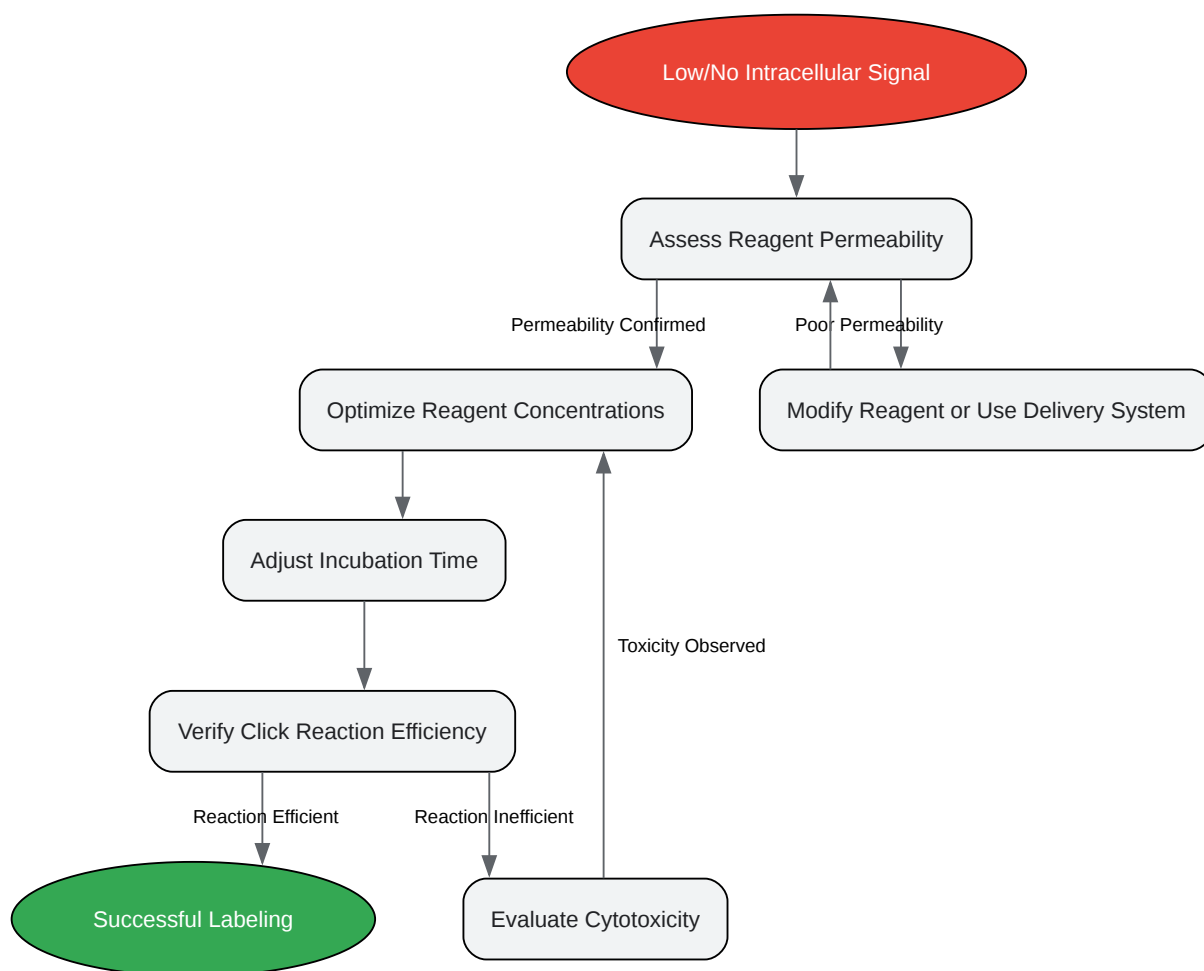 Low/No Intracellular Signal
Assess Reagent Permeability
Permeability Confirmed
Poor Permeability
Optimize Reagent Concentrations
Modify Reagent or Use Delivery System
Adjust Incubation Time
Toxicity Observed
Verify Click Reaction Efficiency
Reaction Efficient
Reaction Inefficient
Successful Labeling
Evaluate Cytotoxicity